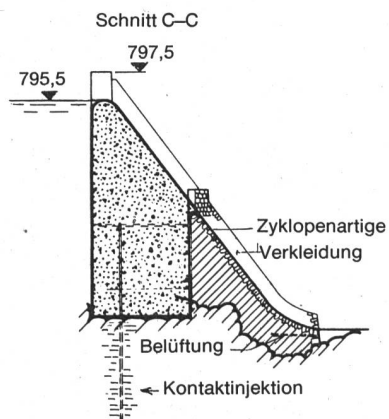 Schnitt C–C
797,5
795,5
Zyklopenartige
Verkleidung
Belüftung
Kontaktinjektion